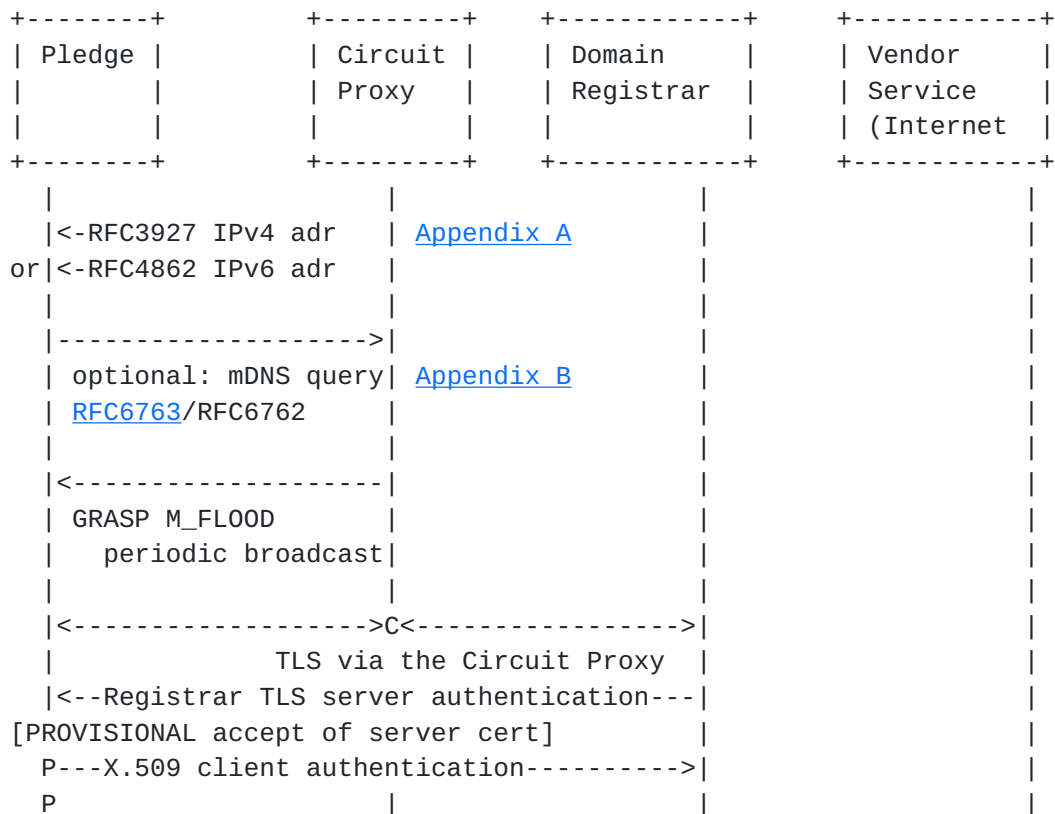 +--------+         +---------+    +------------+     +------------+
| Pledge |         | Circuit |    | Domain     |     | Vendor     |
|        |         | Proxy   |    | Registrar  |     | Service    |
|        |         |         |    |            |     | (Internet  |
+--------+         +---------+    +------------+     +------------+
  |                     |                   |                    |
  |<-RFC3927 IPv4 adr   | Appendix A        |                    |
or|<-RFC4862 IPv6 adr   |                   |                    |
  |                     |                   |                    |
  |-------------------->|                   |                    |
  | optional: mDNS query| Appendix B        |                    |
  | RFC6763/RFC6762     |                   |                    |
  |                     |                   |                    |
  |<--------------------|                   |                    |
  | GRASP M_FLOOD       |                   |                    |
  |   periodic broadcast|                   |                    |
  |                     |                   |                    |
  |<------------------->C<----------------->|                    |
  |              TLS via the Circuit Proxy  |                    |
  |<--Registrar TLS server authentication---|                    |
[PROVISIONAL accept of server cert]         |                    |
  P---X.509 client authentication---------->|                    |
  P                     |                   |                    |